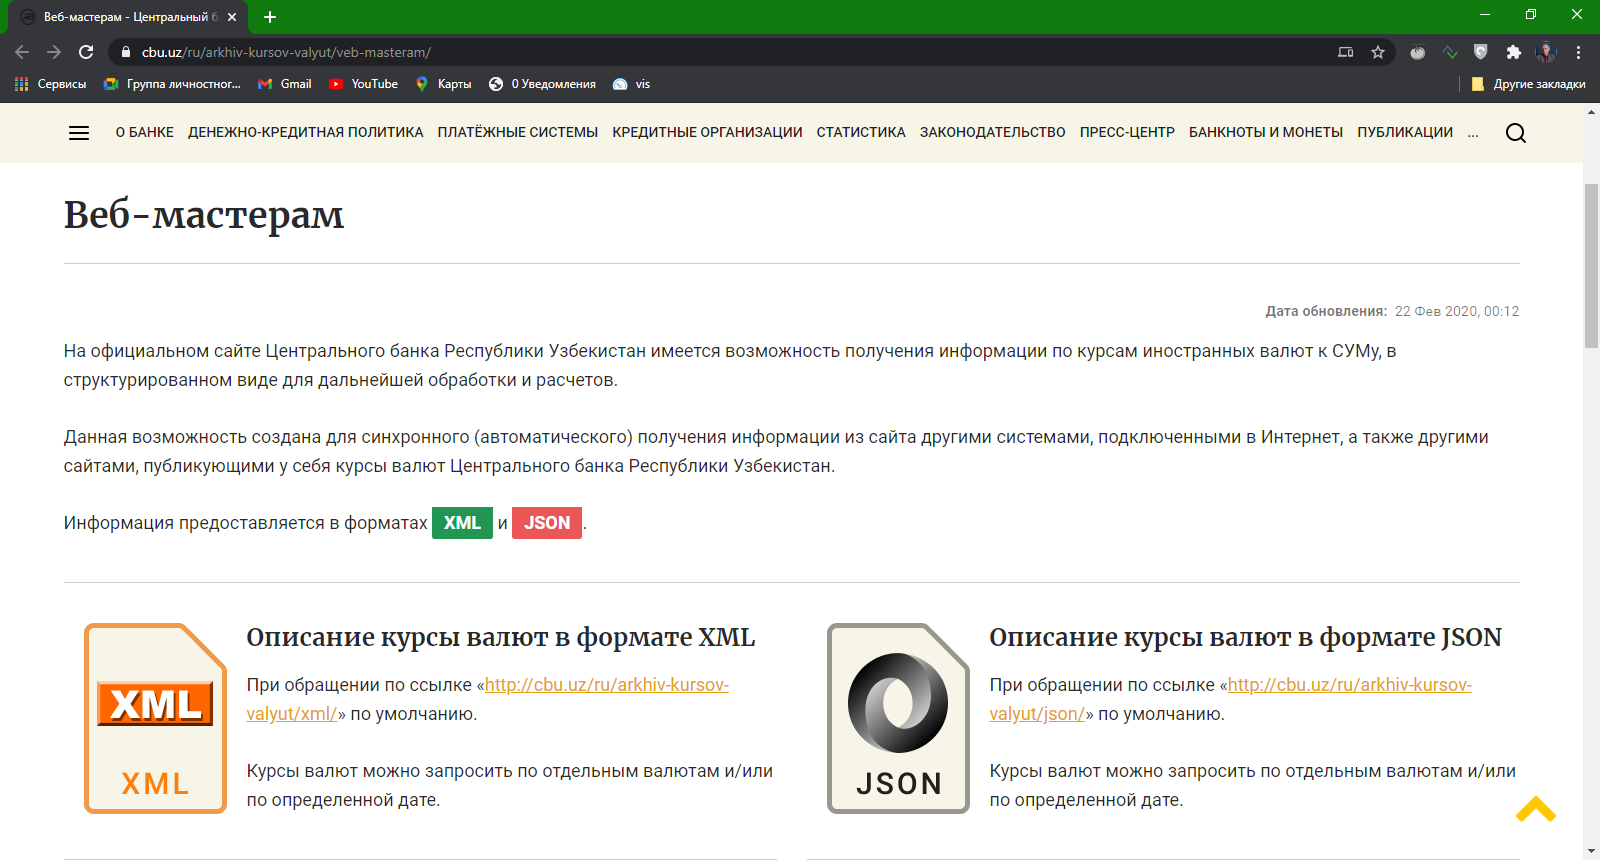 Веб-мастерам - Центральный б
cbu.uz/ru/arkhiv-kursov-valyut/veb-masteram/
Сервисы
Группа личностног...
Gmail
YouTube
Карты
0 Уведомления
vis
Другие закладки
О БАНКЕ
ДЕНЕЖНО-КРЕДИТНАЯ ПОЛИТИКА
ПЛАТЁЖНЫЕ СИСТЕМЫ
КРЕДИТНЫЕ ОРГАНИЗАЦИИ
СТАТИСТИКА
ЗАКОНОДАТЕЛЬСТВО
ПРЕСС-ЦЕНТР
БАНКНОТЫ И МОНЕТЫ
ПУБЛИКАЦИИ
...
Веб-мастерам
Дата обновления: 22 Фев 2020, 00:12
На официальном сайте Центрального банка Республики Узбекистан имеется возможность получения информации по курсам иностранных валют к СУМу, в
структурированном виде для дальнейшей обработки и расчетов.
Данная возможность создана для синхронного (автоматического) получения информации из сайта другими системами, подключенными в Интернет, а также другими
сайтами, публикующими у себя курсы валют Центрального банка Республики Узбекистан.
Информация предоставляется в форматах XML и JSON.
XML
XML
Описание курсы валют в формате XML
При обращении по ссылке «http://cbu.uz/ru/arkhiv-kursov-
valyut/xml/» по умолчанию.
Курсы валют можно запросить по отдельным валютам и/или
по определенной дате.
JSON
Описание курсы валют в формате JSON
При обращении по ссылке «http://cbu.uz/ru/arkhiv-kursov-
valyut/json/» по умолчанию.
Курсы валют можно запросить по отдельным валютам и/или
по определенной дате.